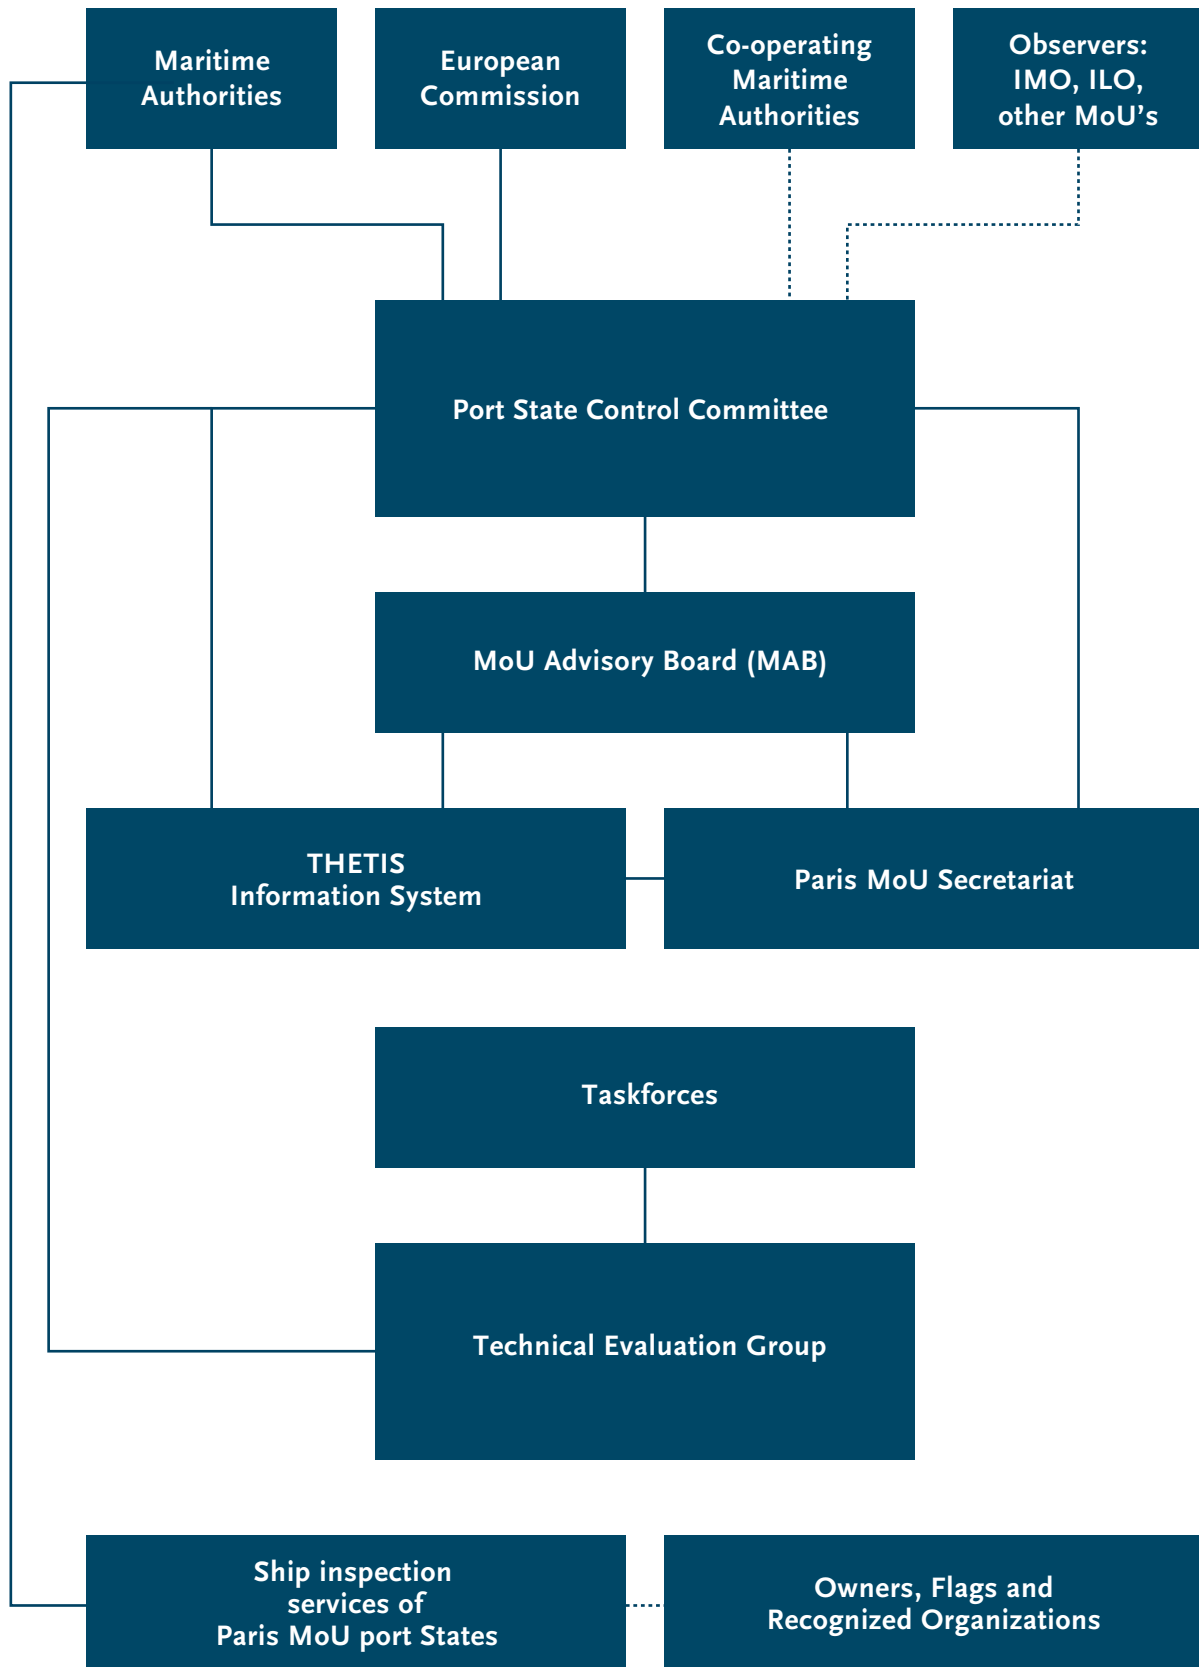 Maritime
Authorities
European
Commission
Co-operating
Maritime
Authorities
Observers:
IMO, ILO,
other MoU’s
Port State Control Committee
MoU Advisory Board (MAB)
THETIS
Information System
Paris MoU Secretariat
Taskforces
Technical Evaluation Group
Ship inspection
services of
Paris MoU port States
Owners, Flags and
Recognized Organizations